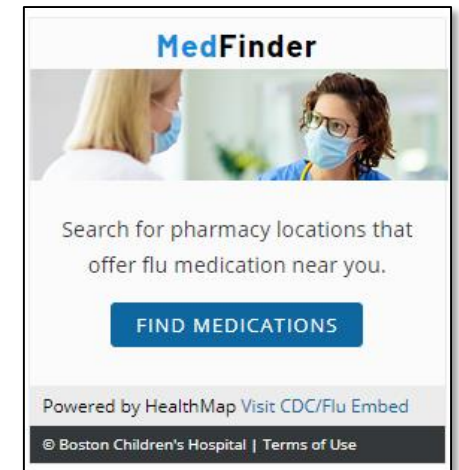 MedFinder
Search for pharmacy locations that
offer flu medication near you.
FIND MEDICATIONS
Powered by HealthMap Visit CDC/Flu Embed
© Boston Children's Hospital | Terms of Use